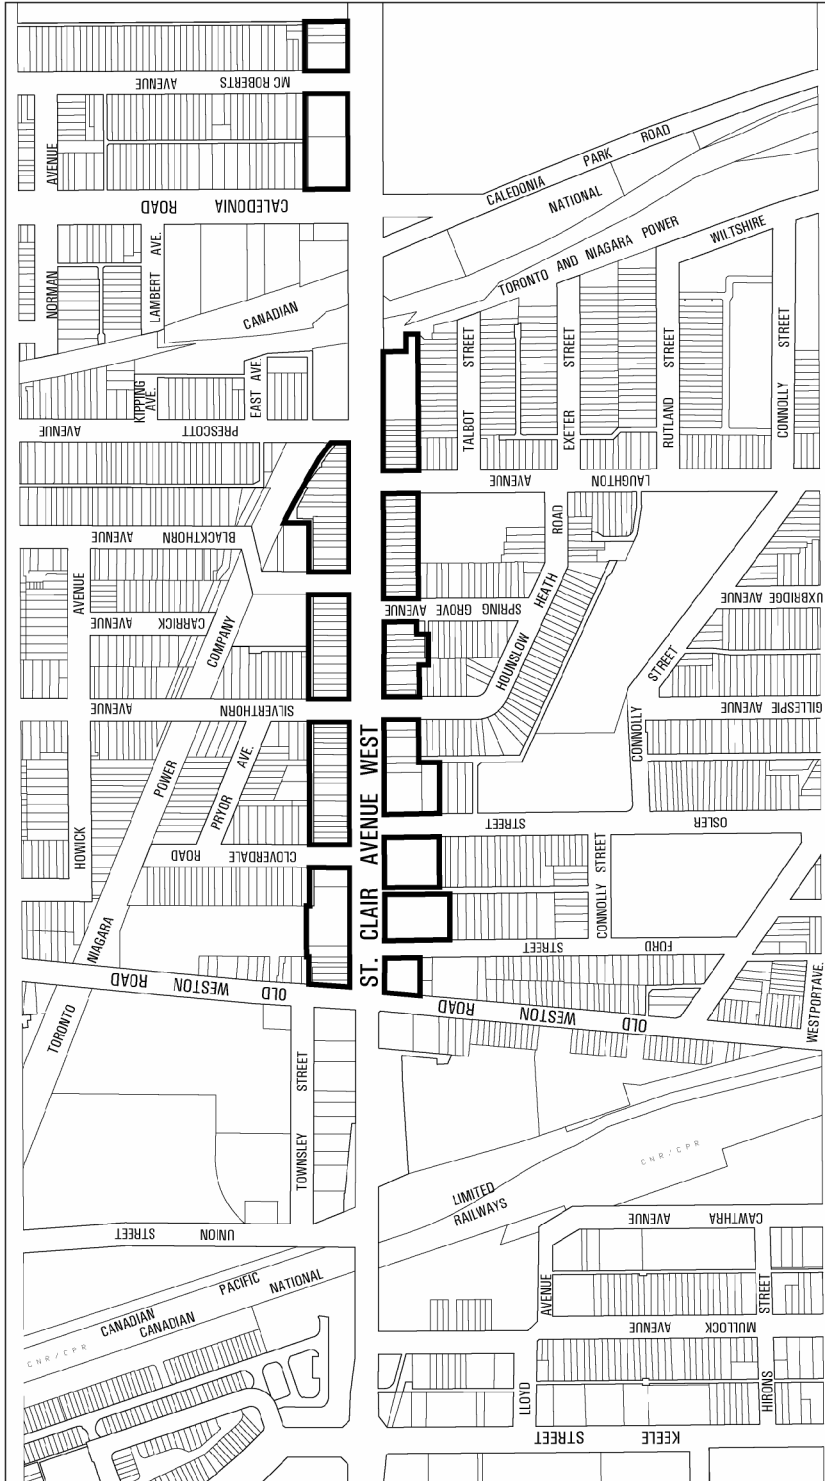 MC ROBERTS AVENUE
AVENUE
CALEDONIA ROAD
CALEDONIA PARK ROAD
NATIONAL
TORONTO AND NIAGARA POWER
WILTSHIRE
NORMAN
LAMBERT AVE.
CANADIAN
KIPPING AVE.
EAST AVE.
PRESCOTT AVENUE
TALBOT STREET
EXETER STREET
RUTLAND STREET
CONNOLLY STREET
LAUGHTON AVENUE
BLACKTHORN AVENUE
AVENUE
CARRICK AVENUE
COMPANY
ROAD
HEATH
HOUNSLOW
SPRING GROVE AVENUE
UXBRIDGE AVENUE
STREET
GILLESPIE AVENUE
CONNOLLY
SILVERTHORN AVENUE
POWER
PRYOR AVE.
HOWICK
CLOVERDALE ROAD
ST. CLAIR AVENUE WEST
OSLER STREET
CONNOLLY STREET
FORD STREET
NIAGARA
TORONTO
OLD WESTON ROAD
OLD WESTON ROAD
WESTPORT AVE.
TOWNSLEY STREET
UNION STREET
LIMITED
RAILWAYS
CNR/CPR
CAWTHRA AVENUE
AVENUE
STREET
MULLOCK AVENUE
CANADIAN PACIFIC
CANADIAN NATIONAL
CNR/CPR
LLOYD
HIRONS
KEELE STREET